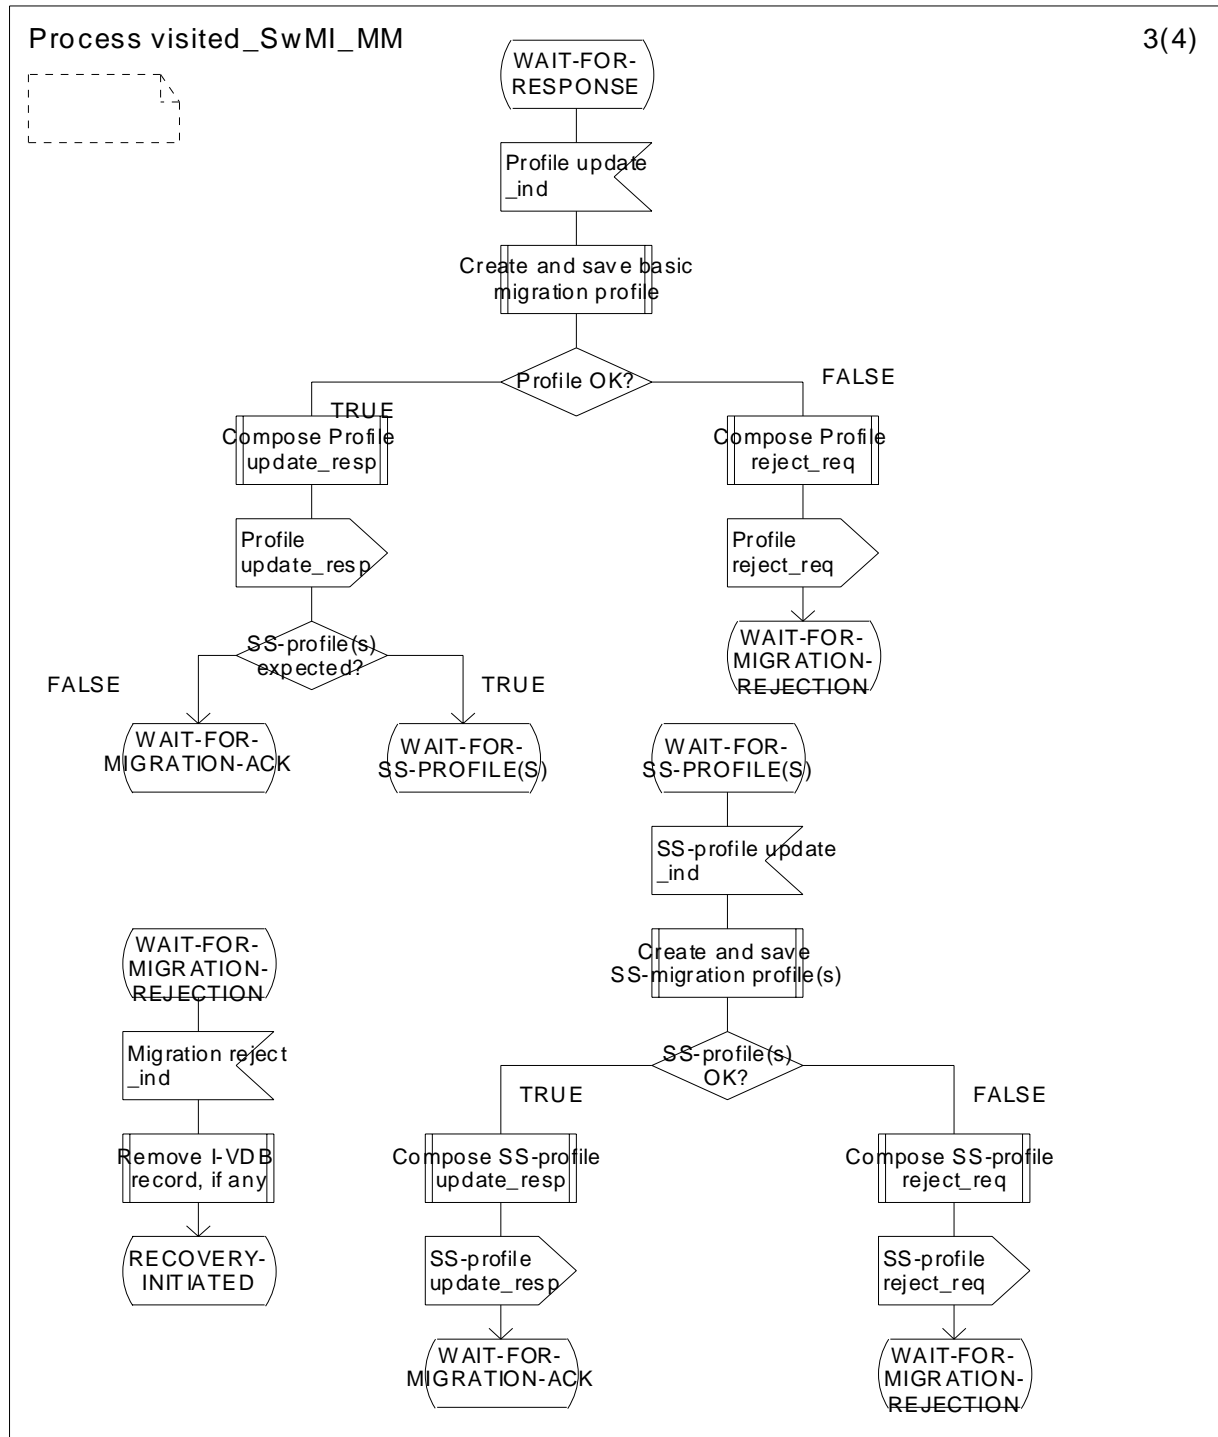 Process visited_SwMI_MM
3(4)
WAIT-FOR-
RESPONSE
Profile update
_ind
Create and save basic
migration profile
Profile OK?
FALSE
TRUE
Compose Profile
update_resp
Compose Profile
reject_req
Profile
update_resp
Profile
reject_req
SS-profile(s)
expected?
WAIT-FOR-
MIGRATION-
REJECTION
FALSE
TRUE
WAIT-FOR-
MIGRATION-ACK
WAIT-FOR-
SS-PROFILE(S)
WAIT-FOR-
SS-PROFILE(S)
SS-profile update
_ind
WAIT-FOR-
MIGRATION-
REJECTION
Create and save
SS-migration profile(s)
Migration reject
_ind
SS-profile(s)
OK?
TRUE
FALSE
Remove I-VDB
record, if any
Compose SS-profile
update_resp
Compose SS-profile
reject_req
RECOVERY-
INITIATED
SS-profile
update_resp
SS-profile
reject_req
WAIT-FOR-
MIGRATION-ACK
WAIT-FOR-
MIGRATION-
REJECTION